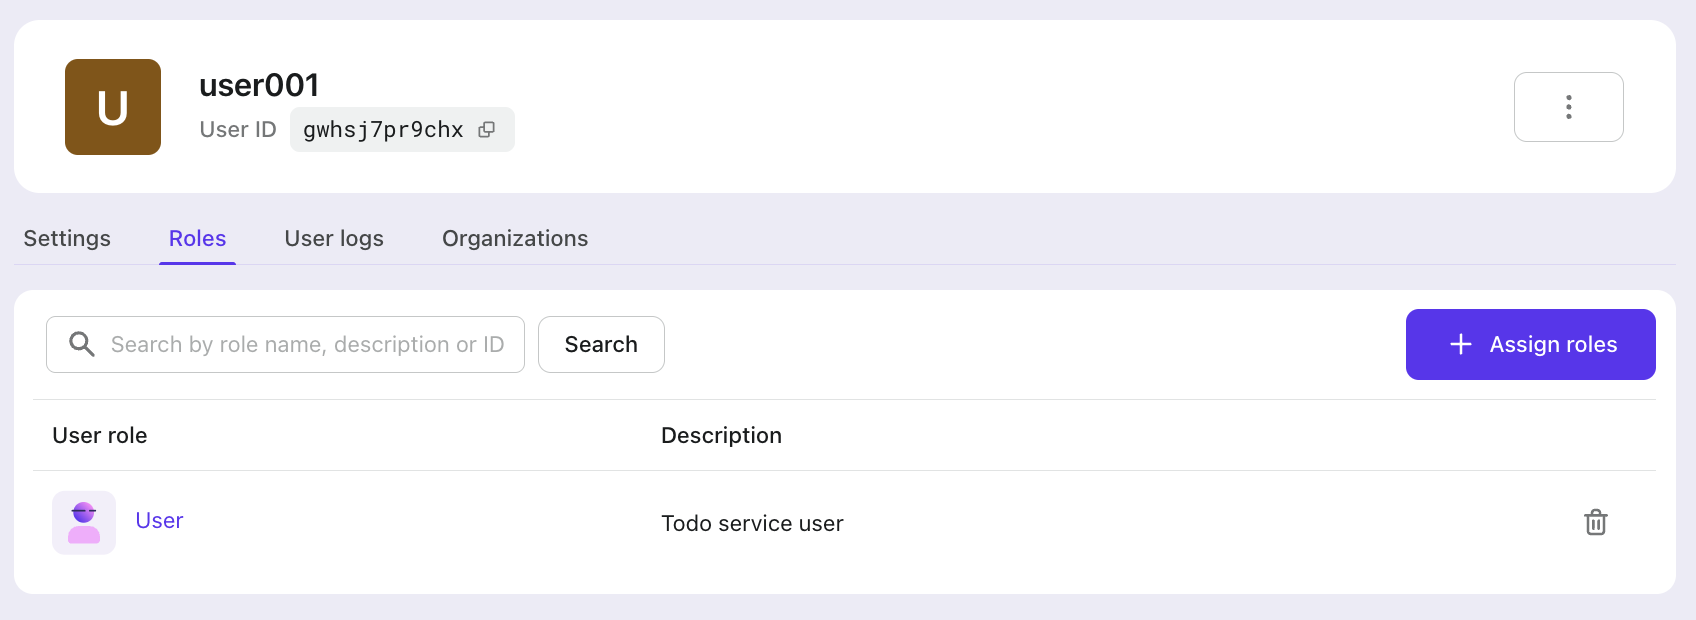 U
user001
User ID gwhsj7pr9chx
Settings Roles User logs Organizations
Search by role name, description or ID Search + Assign roles
User role Description
User Todo service user